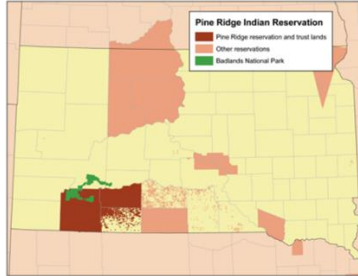 Pine Ridge Indian Reservation
Pine Ridge reservation and trust lands
Other reservations
Badlands National Park